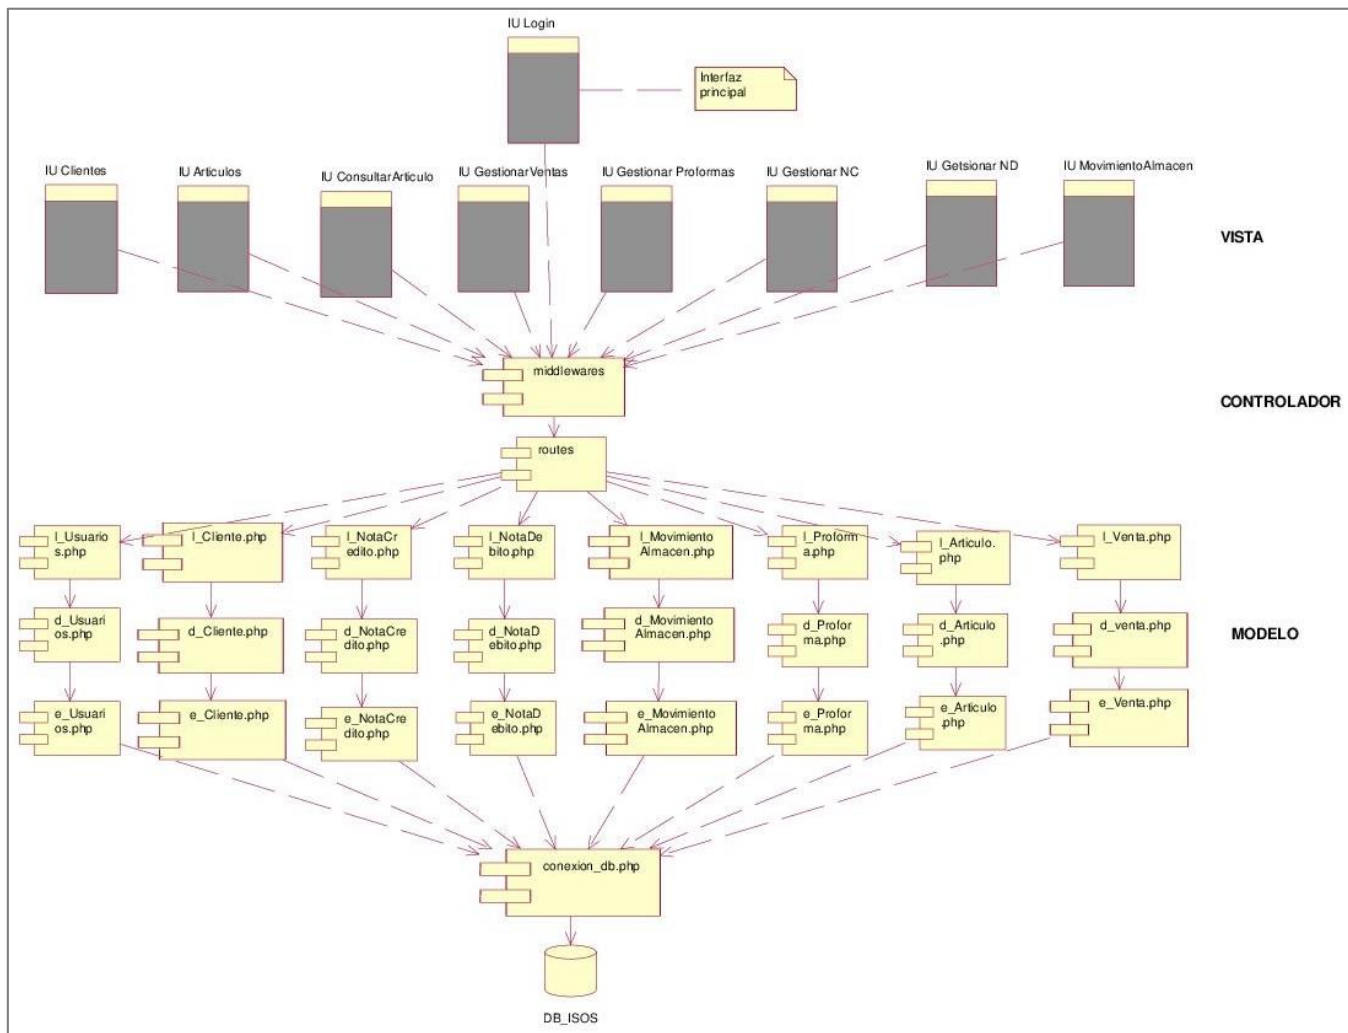 IU Login
Interfaz
principal
IU Clientes
IU Articulos
IU ConsultarArticulo
IU GestionarVentas
IU Gestionar Proformas
IU Gestionar NC
IU Getsionar ND
IU MovimientoAlmacen
VISTA
middlewares
CONTROLADOR
routes
l_Usuario
s.php
l_Cliente.php
l_NotaCr
edito.php
l_NotaDe
bito.php
l_Movimiento
Almacen.php
l_Proform
a.php
l_Articulo.
php
l_Venta.php
d_Usuari
os.php
d_Cliente.php
d_NotaCre
dito.php
d_NotaD
ebito.php
d_Movimiento
Almacen.php
d_Profo
rma.php
d_Articulo
.php
d_venta.php
MODELO
e_Usuari
os.php
e_Cliente.php
e_NotaCre
dito.php
e_NotaD
ebito.php
e_Movimiento
Almacen.php
e_Profo
rma.php
e_Articulo
.php
e_Venta.php
conexion_db.php
DB_ISOS